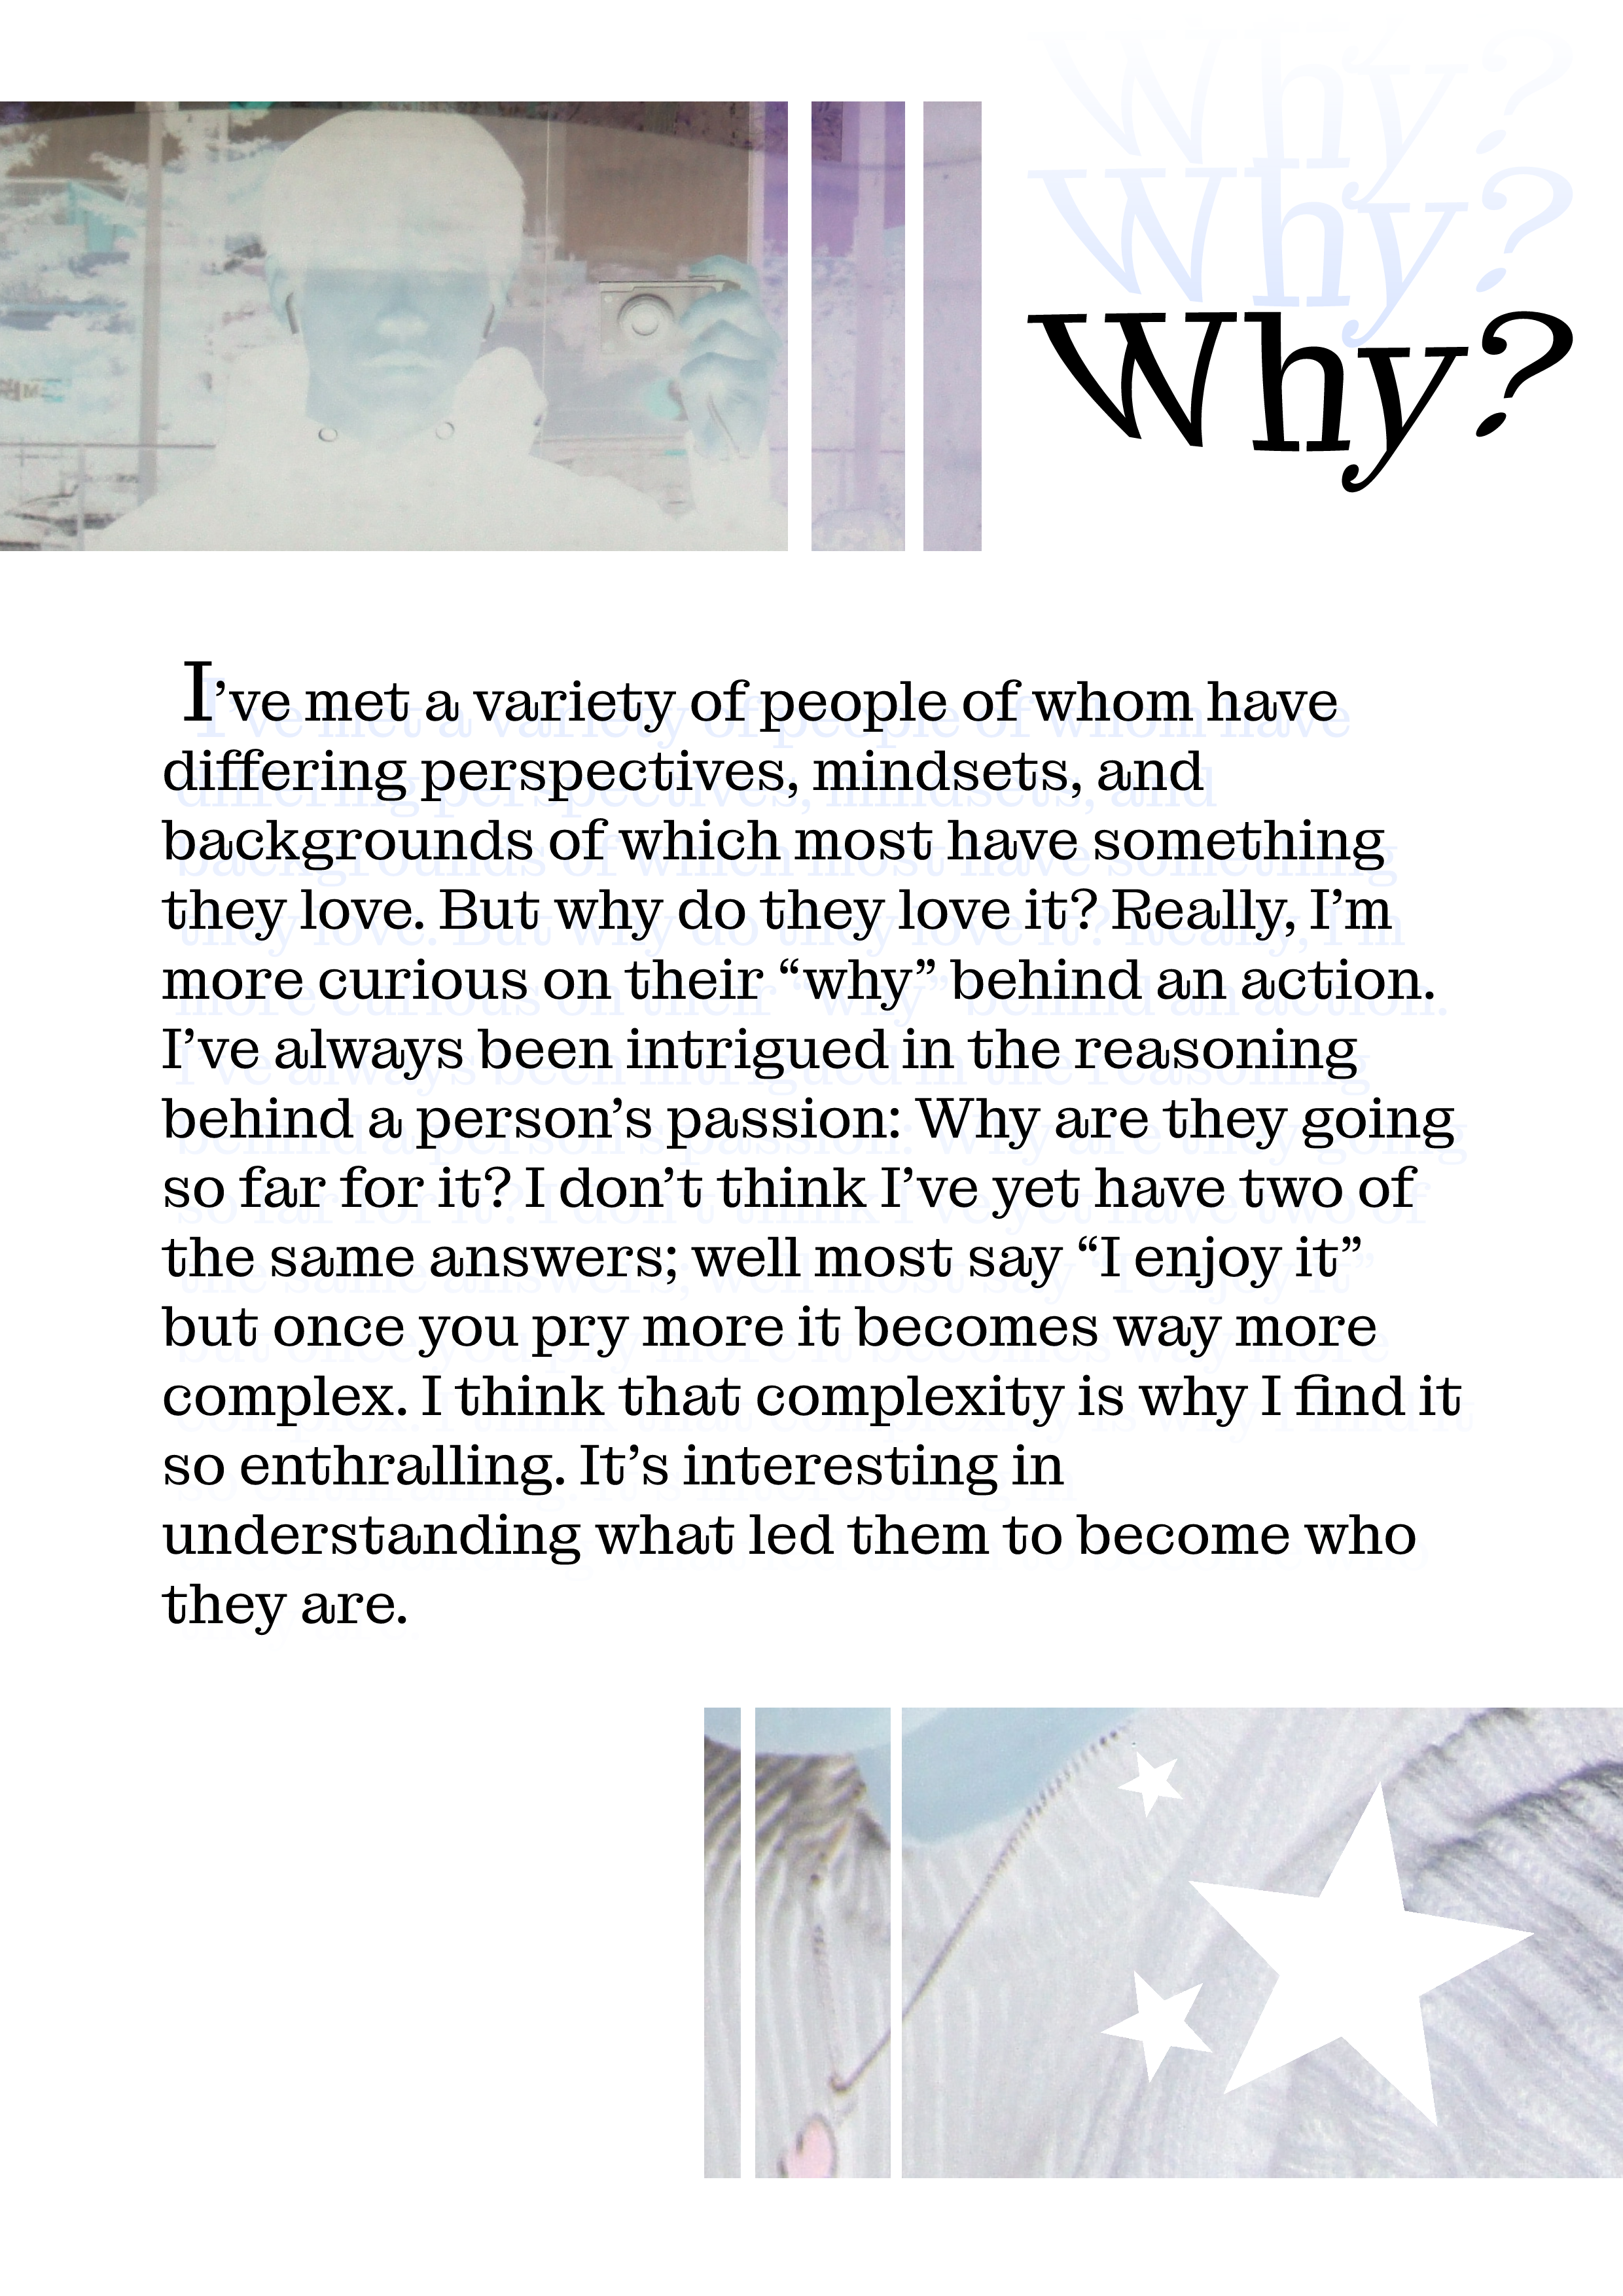 Why?
Why?
Why?
I’ve met a variety of people of whom have
differing perspectives, mindsets, and
backgrounds of which most have something
they love. But why do they love it? Really, I’m
more curious on their “why” behind an action.
I’ve always been intrigued in the reasoning
behind a person’s passion: Why are they going
so far for it? I don’t think I’ve yet have two of
the same answers; well most say “I enjoy it”
but once you pry more it becomes way more
complex. I think that complexity is why I find it
so enthralling. It’s interesting in
understanding what led them to become who
they are.